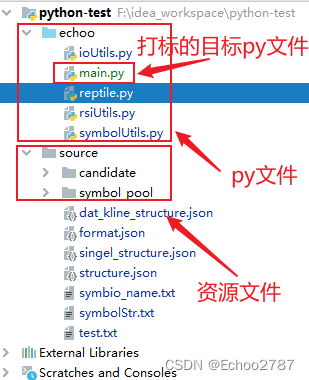 python-test F:\idea_workspace\python-test
echoo
打标的目标py文件
ioUtils.py
main.py
reptile.py
rsiUtils.py
symbolUtils.py
py文件
source
candidate
symbol_pool
dat_kline_structure.json
format.json
singel_structure.json
structure.json
资源文件
symbio_name.txt
symbolStr.txt
test.txt
External Libraries
Scratches and Consoles
CSDN @Echoo2787